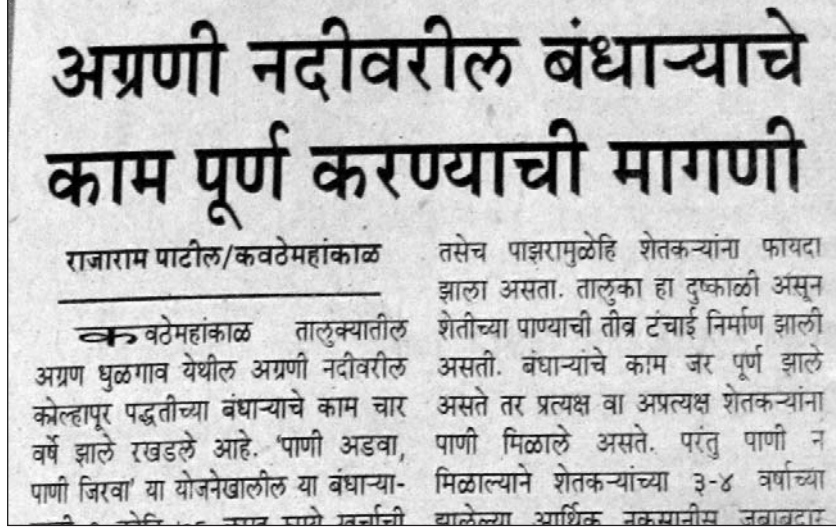 अग्रणी नदीवरील बंधाऱ्याचे
काम पूर्ण करण्याची मागणी
राजाराम पाटील/कवठेमहांकाळ
कवठेमहांकाळ तालुक्यातील
अग्रण धुळगाव येथील अग्रणी नदीवरील
कोल्हापूर पद्धतीच्या बंधाऱ्याचे काम चार
वर्षे झाले रखडले आहे. 'पाणी अडवा,
पाणी जिरवा' या योजनेखालील या बंधाऱ्या-
तसेच पाझरामुळेहि शेतकऱ्यांना फायदा
झाला असता. तालुका हा दुष्काळी असून
शेतीच्या पाण्याची तीव्र टंचाई निर्माण झाली
असती. बंधाऱ्यांचे काम जर पूर्ण झाले
असते तर प्रत्यक्ष वा अप्रत्यक्ष शेतकऱ्यांना
पाणी मिळाले असते. परंतु पाणी न
मिळाल्याने शेतकऱ्यांच्या ३-४ वर्षाच्या
झालेल्या आर्थिक